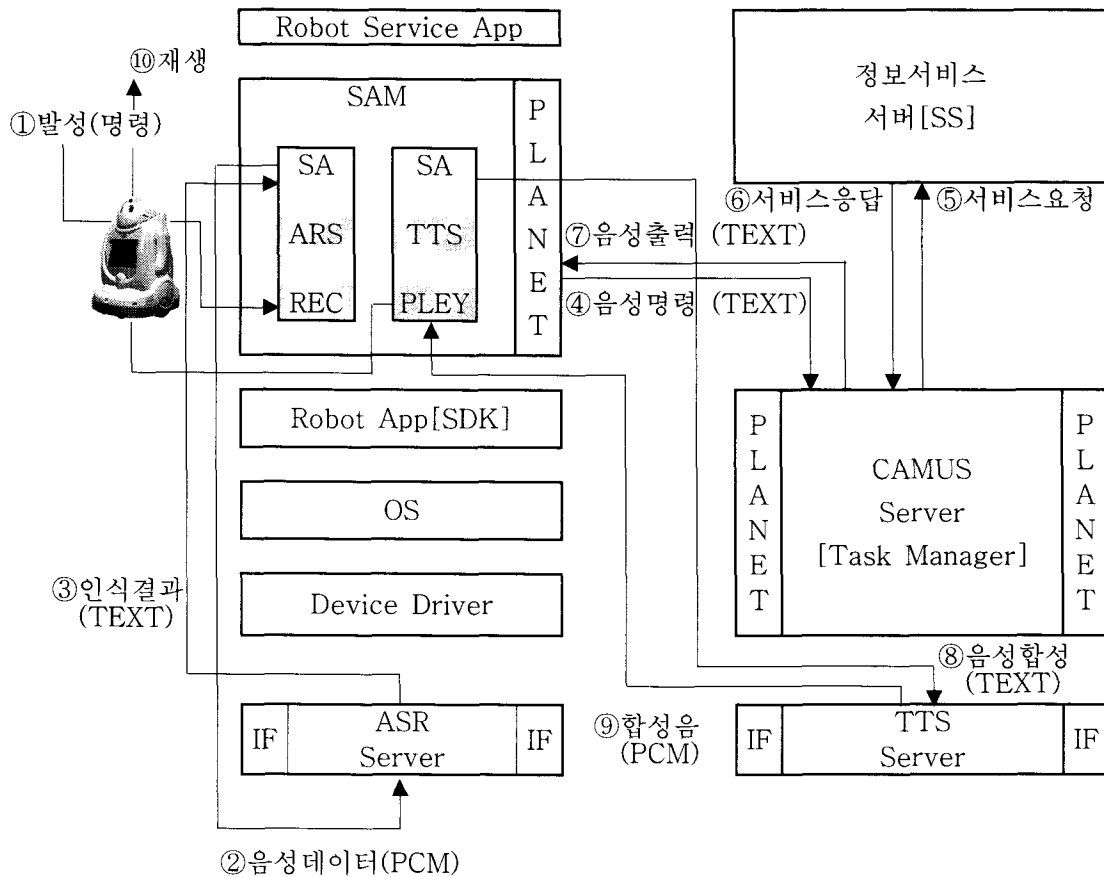 Robot Service App
⑩재생
①발성(명령)
SAM
SA
ARS
REC
SA
TTS
PLEY
PLANET
정보서비스
서버[SS]
⑥서비스응답
⑤서비스요청
⑦음성출력 (TEXT)
④음성명령 (TEXT)
Robot App[SDK]
OS
Device Driver
PLANET
CAMUS
Server
[Task Manager]
PLANET
③인식결과
(TEXT)
⑧음성합성
(TEXT)
IF
ASR
Server
IF
⑨합성음
(PCM)
IF
TTS
Server
IF
②음성데이터(PCM)